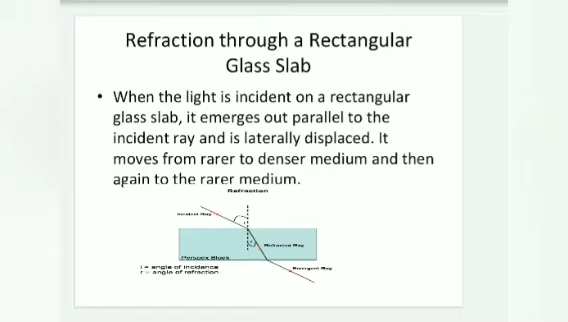 Refraction through a Rectangular
Glass Slab
• When the light is incident on a rectangular
glass slab, it emerges out parallel to the
incident ray and is laterally displaced. It
moves from rarer to denser medium and then
again to the rarer medium.
Refraction
Incident Ray
i
r
Refracted Ray
Perspex Block
i = angle of incidence
r = angle of refraction
Emergent Ray